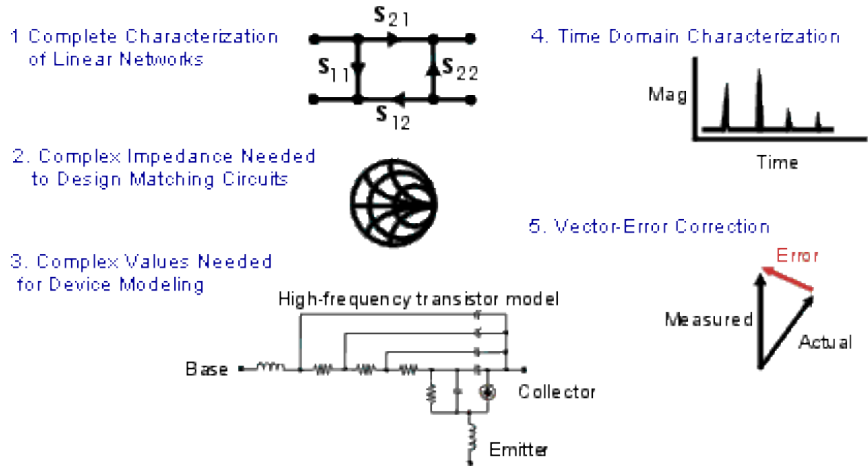 1 Complete Characterization
of Linear Networks
S21
S11
S22
S12
2. Complex Impedance Needed
to Design Matching Circuits
3. Complex Values Needed
for Device Modeling
High-frequency transistor model
Base
Collector
Emitter
4. Time Domain Characterization
Mag
Time
5. Vector-Error Correction
Error
Measured
Actual